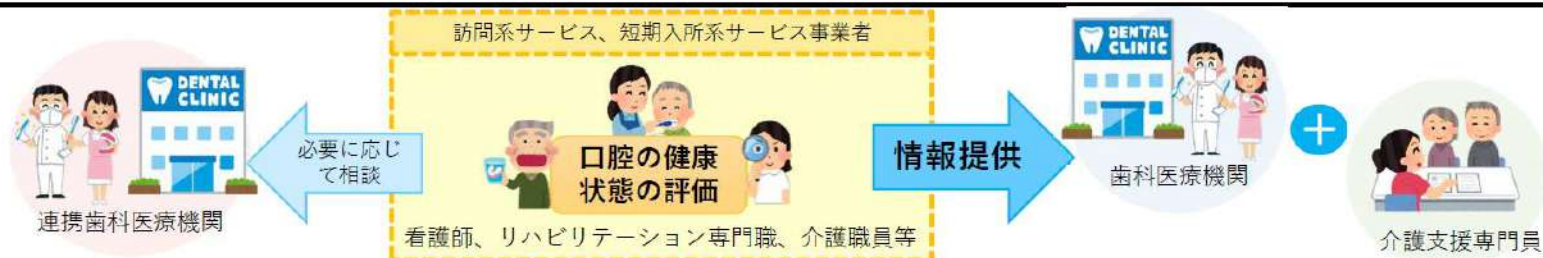 DENTAL
CLINIC
連携歯科医療機関
必要に応じ
て相談
訪問系サービス、短期入所系サービス事業者
口腔の健康
状態の評価
看護師、リハビリテーション専門職、介護職員等
情報提供
DENTAL
CLINIC
歯科医療機関
+
介護支援専門員